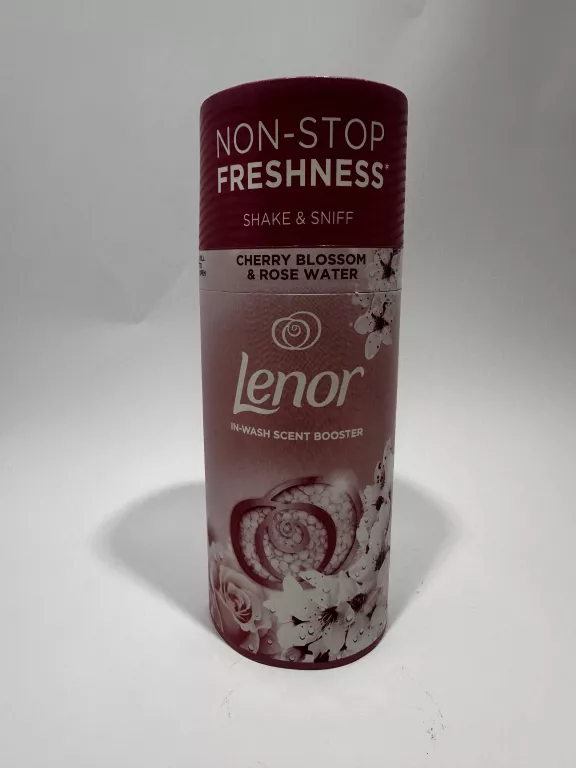 NON-STOP
FRESHNESS*
SHAKE & SNIFF
CHERRY BLOSSOM
& ROSE WATER
Lenor
IN-WASH SCENT BOOSTER